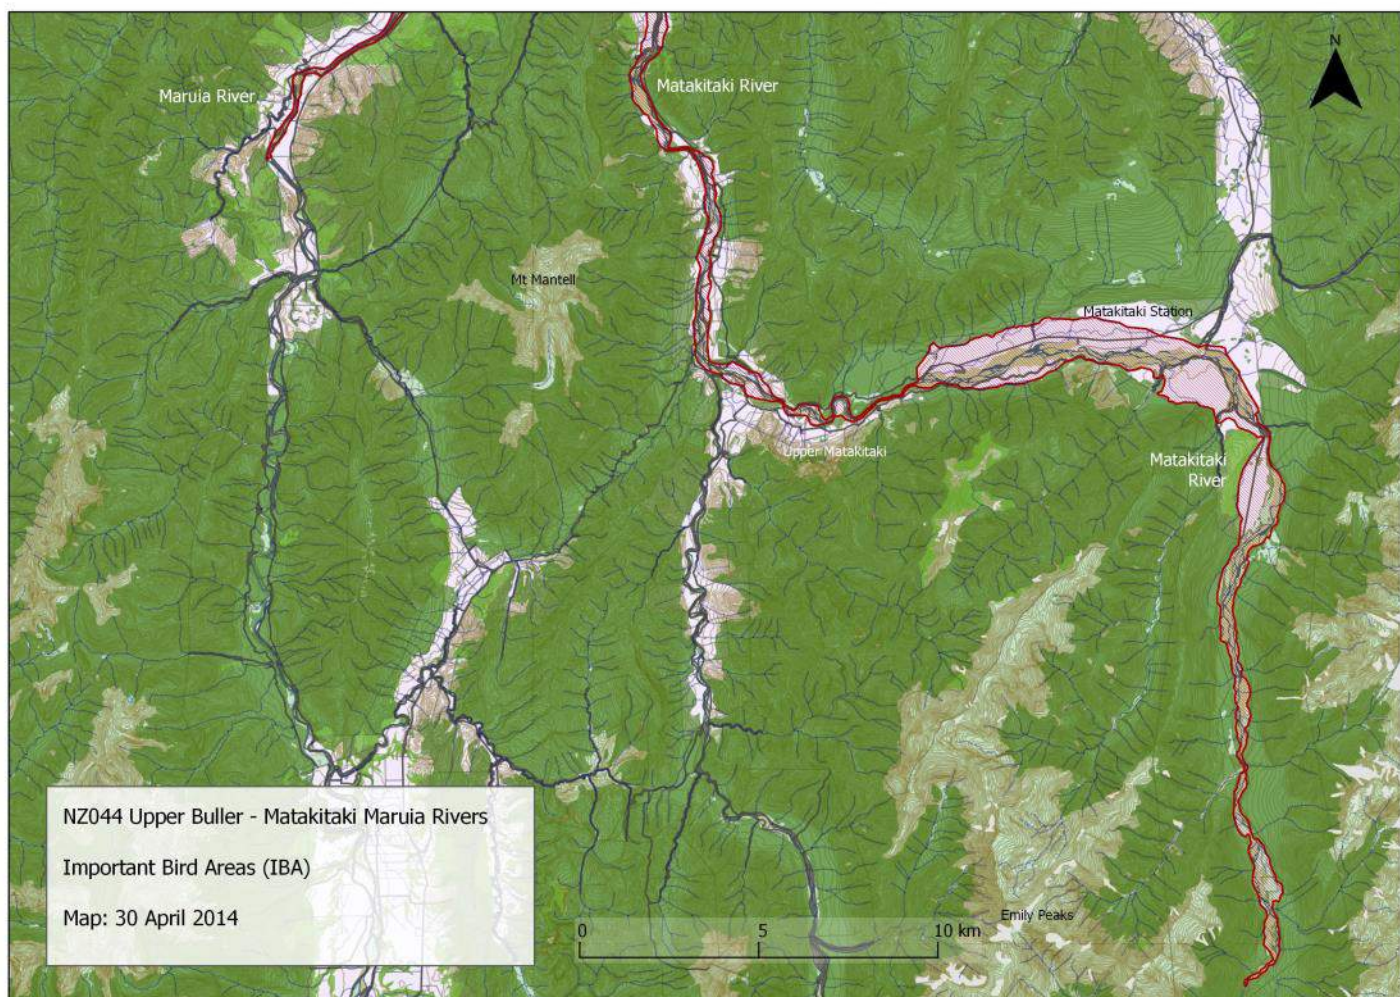 N
Maruia River
Matakitaki River
Mt Mantell
Matakitaki Station
Upper Matakitaki
Matakitaki
River
NZ044 Upper Buller - Matakitaki Maruia Rivers
Important Bird Areas (IBA)
Map: 30 April 2014
Emily Peaks
0 5 10 km